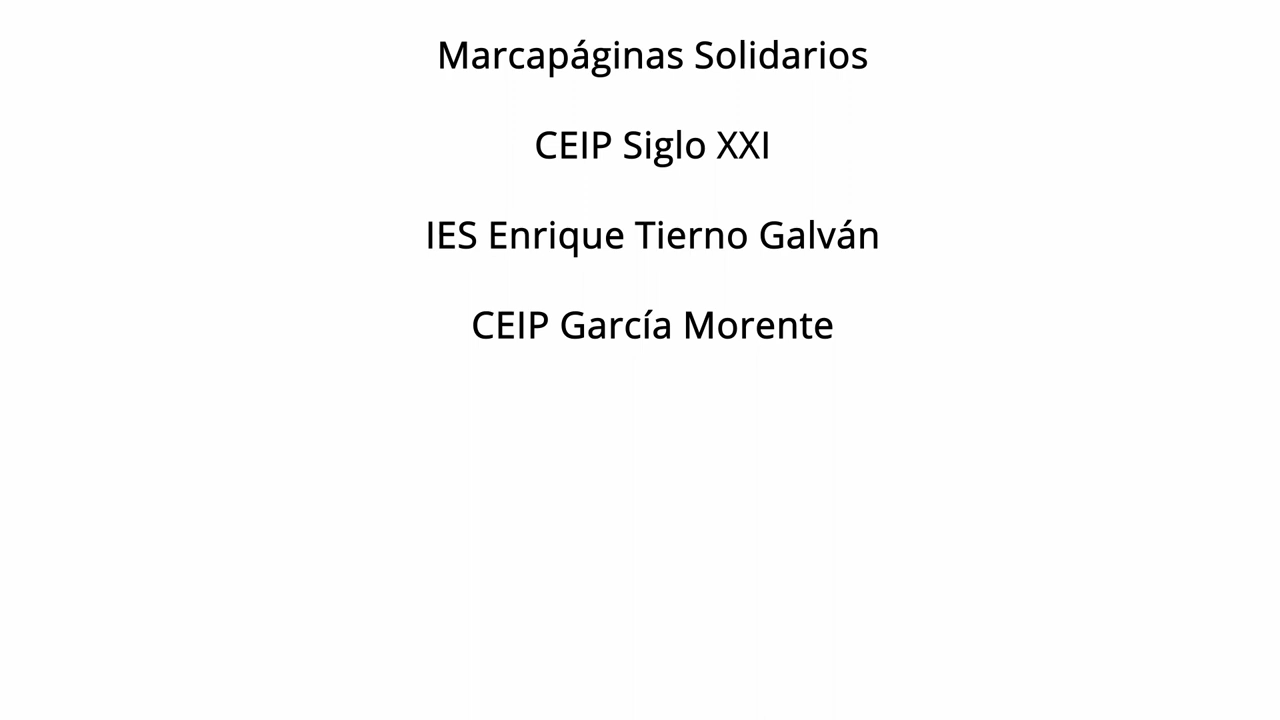 Marcapáginas Solidarios
CEIP Siglo XXI
IES Enrique Tierno Galván
CEIP García Morente